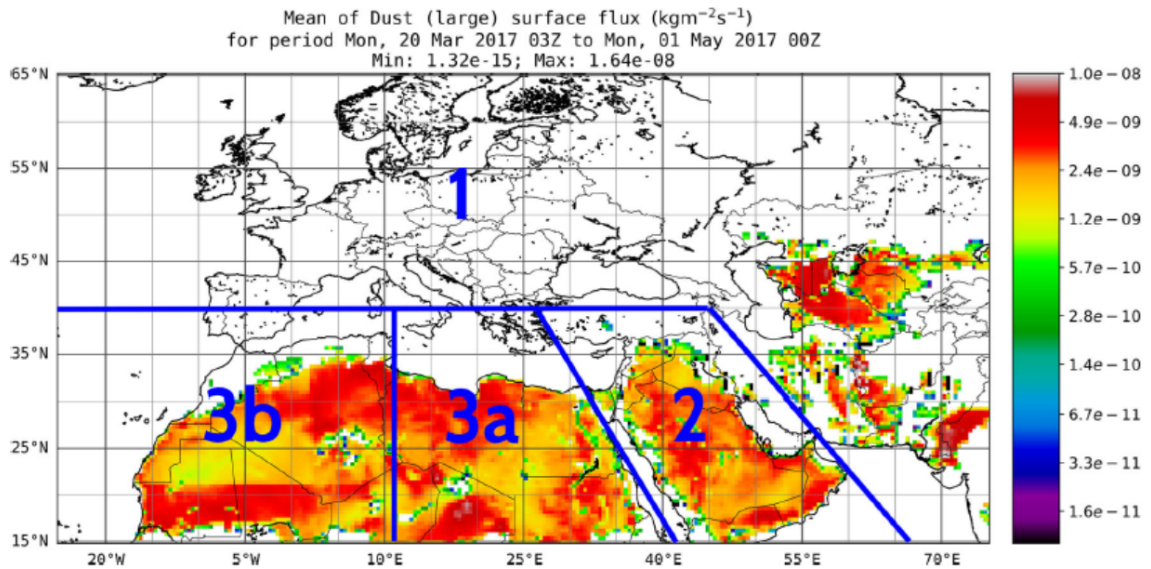 Mean of Dust (large) surface flux (kgm⁻²s⁻¹)
for period Mon, 20 Mar 2017 03Z to Mon, 01 May 2017 00Z
Min: 1.32e-15; Max: 1.64e-08
65°N
55°N
45°N
35°N
25°N
15°N
20°W
5°W
10°E
25°E
40°E
55°E
70°E
1
3b
3a
2
1.0e−08
4.9e−09
2.4e−09
1.2e−09
5.7e−10
2.8e−10
1.4e−10
6.7e−11
3.3e−11
1.6e−11